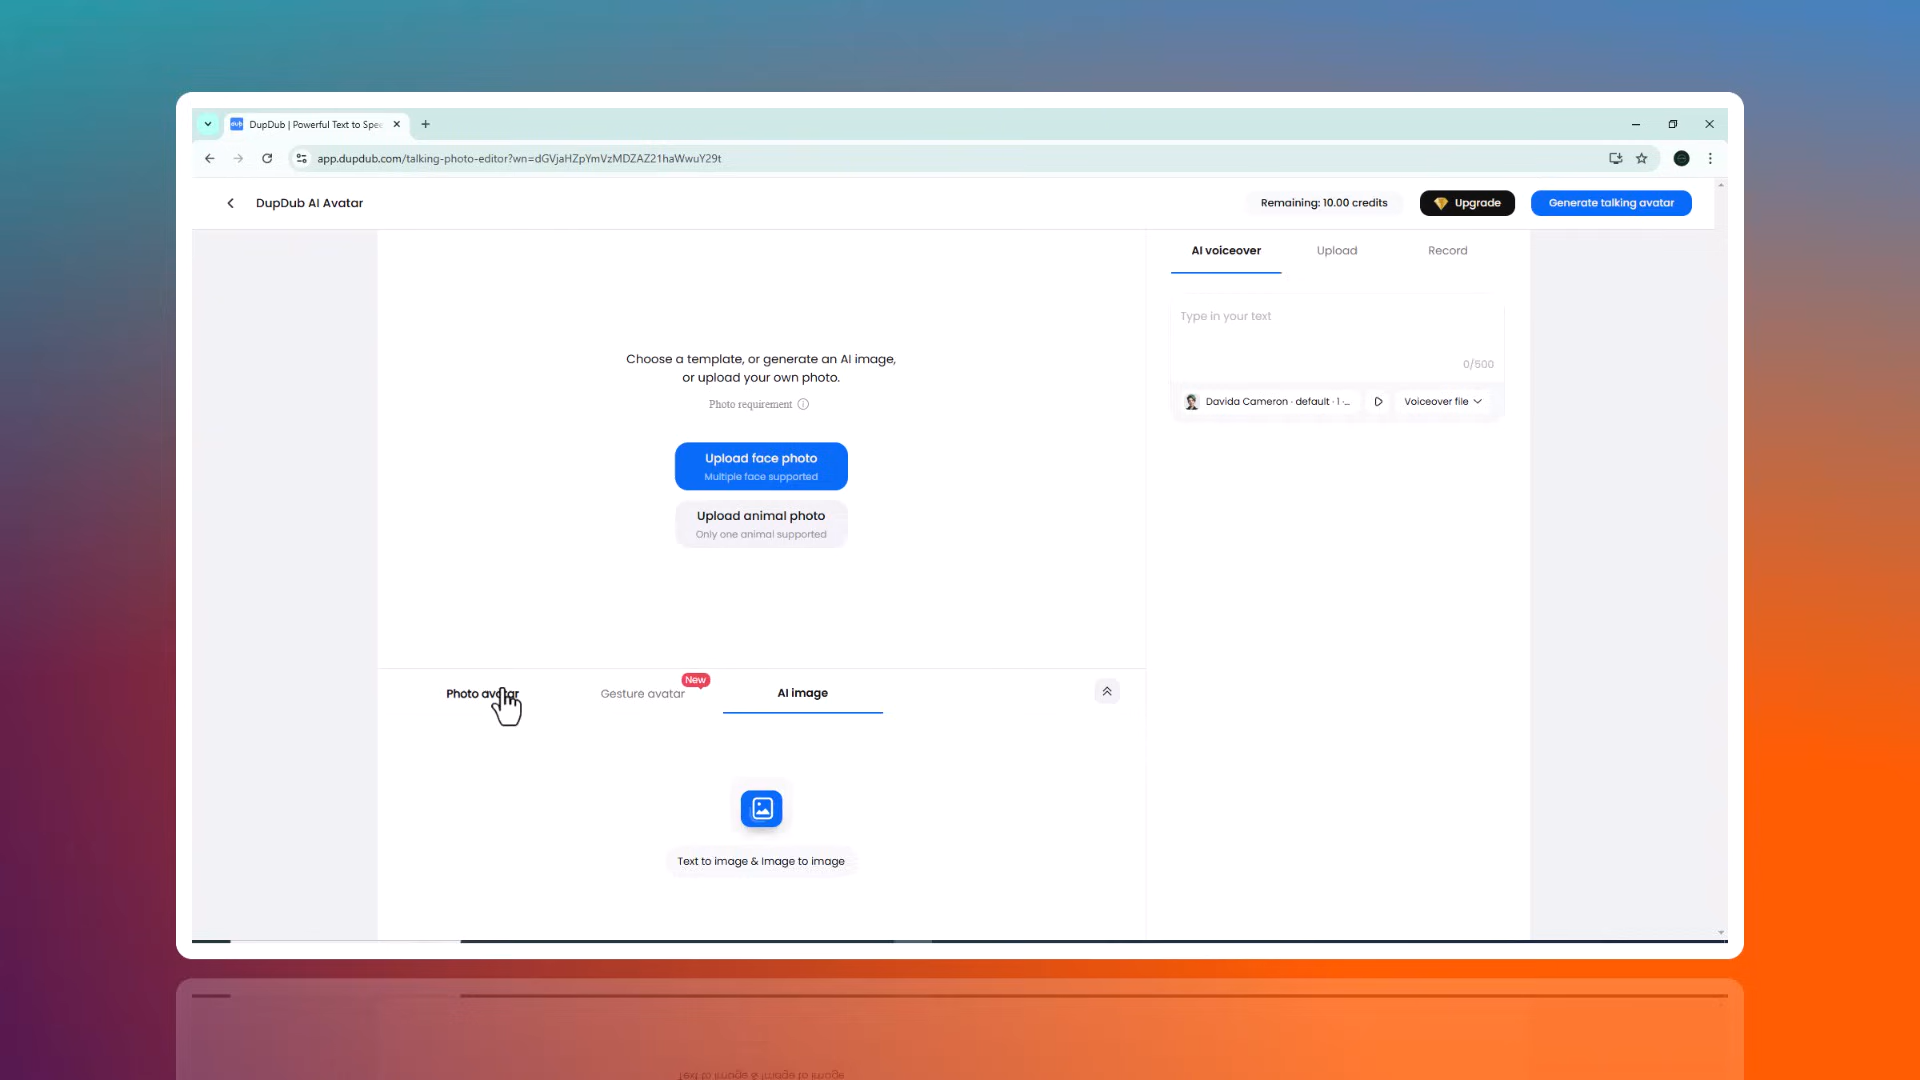 DupDub | Powerful Text to Spee
app.dupdub.com/talking-photo-editor?wn=dGVjaHZpYmVzMDZAZ21haWwuY29t
DupDub AI Avatar
Remaining: 10.00 credits
Upgrade
Generate talking avatar
AI voiceover
Upload
Record
Type in your text
0/500
Davida Cameron · default · 1 ·...
Voiceover file
Choose a template, or generate an AI image,
or upload your own photo.
Photo requirement
Upload face photo
Multiple face supported
Upload animal photo
Only one animal supported
Photo avatar
Gesture avatar
New
AI image
Text to image & Image to image